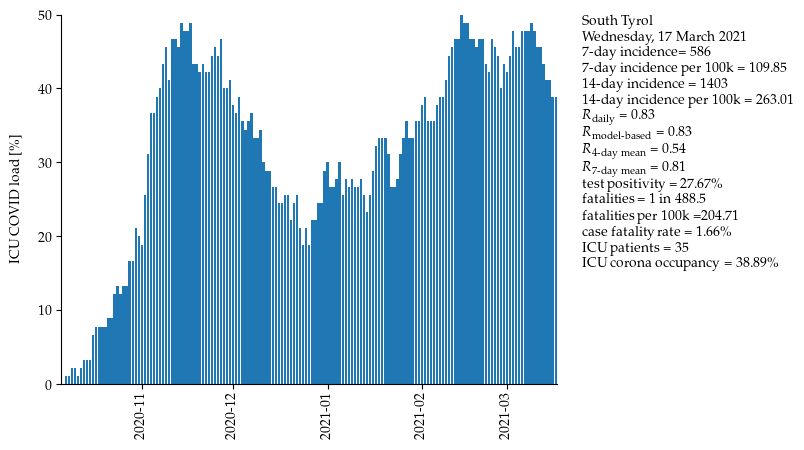 50
40
30
20
10
0
ICU COVID load [%]
2020-11
2020-12
2021-01
2021-02
2021-03
South Tyrol
Wednesday, 17 March 2021
7-day incidence= 586
7-day incidence per 100k = 109.85
14-day incidence = 1403
14-day incidence per 100k = 263.01
R_daily = 0.83
R_model-based = 0.83
R_4-day mean = 0.54
R_7-day mean = 0.81
test positivity = 27.67%
fatalities = 1 in 488.5
fatalities per 100k =204.71
case fatality rate = 1.66%
ICU patients = 35
ICU corona occupancy = 38.89%